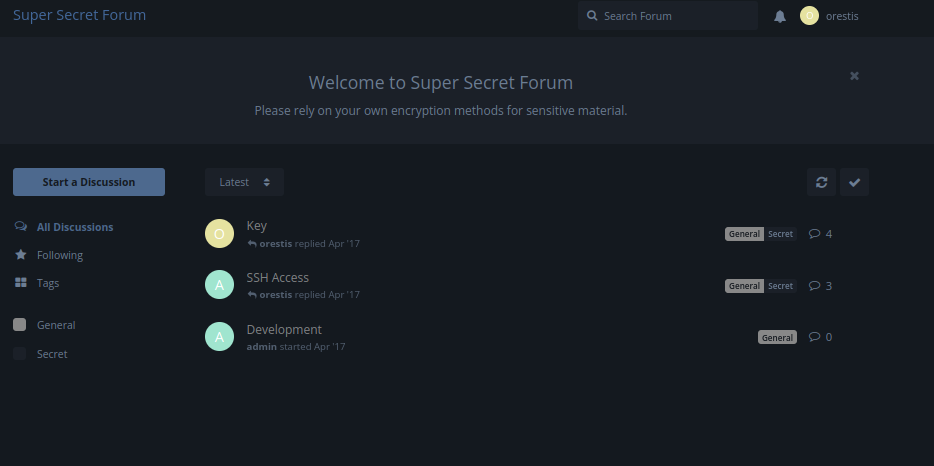 Super Secret Forum
Search Forum
O
orestis
Welcome to Super Secret Forum
Please rely on your own encryption methods for sensitive material.
Start a Discussion
Latest
All Discussions
Following
Tags
General
Secret
O
Key
orestis replied Apr '17
General Secret 4
A
SSH Access
orestis replied Apr '17
General Secret 3
A
Development
admin started Apr '17
General 0